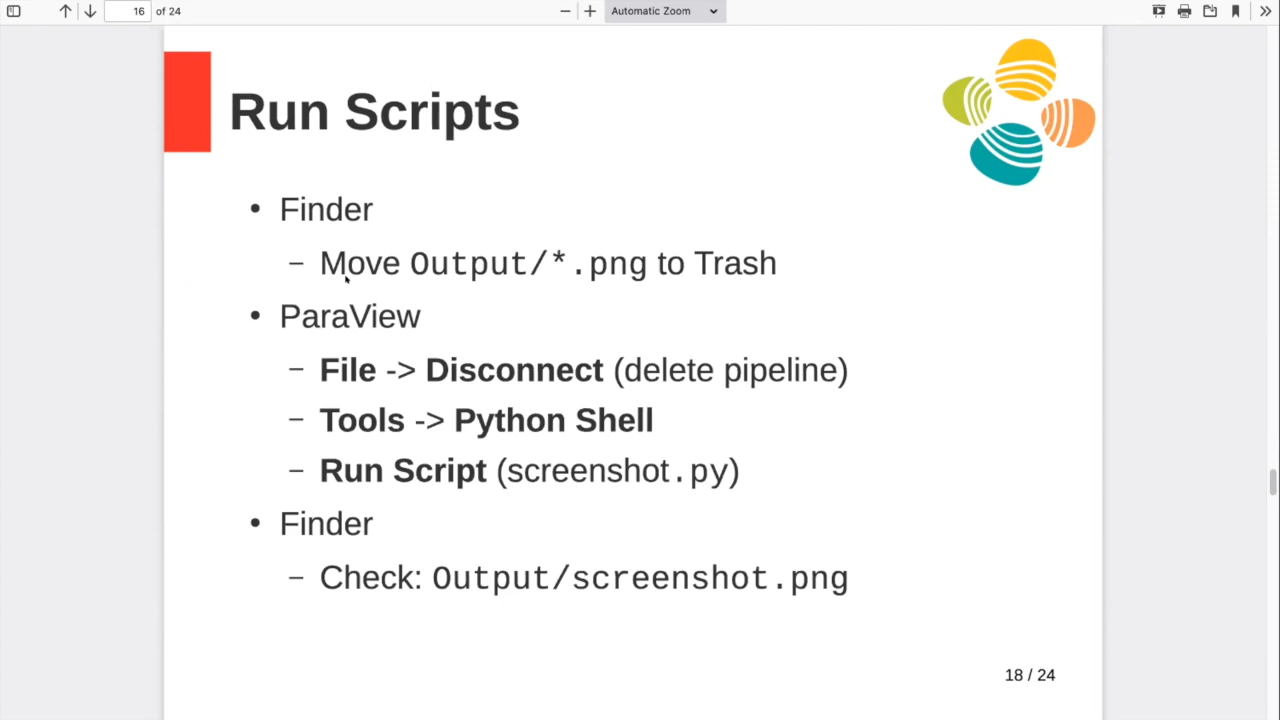 16 of 24 Automatic Zoom
Run Scripts
• Finder
– Move Output/*.png to Trash
• ParaView
– File -> Disconnect (delete pipeline)
– Tools -> Python Shell
– Run Script (screenshot.py)
• Finder
– Check: Output/screenshot.png
18 / 24